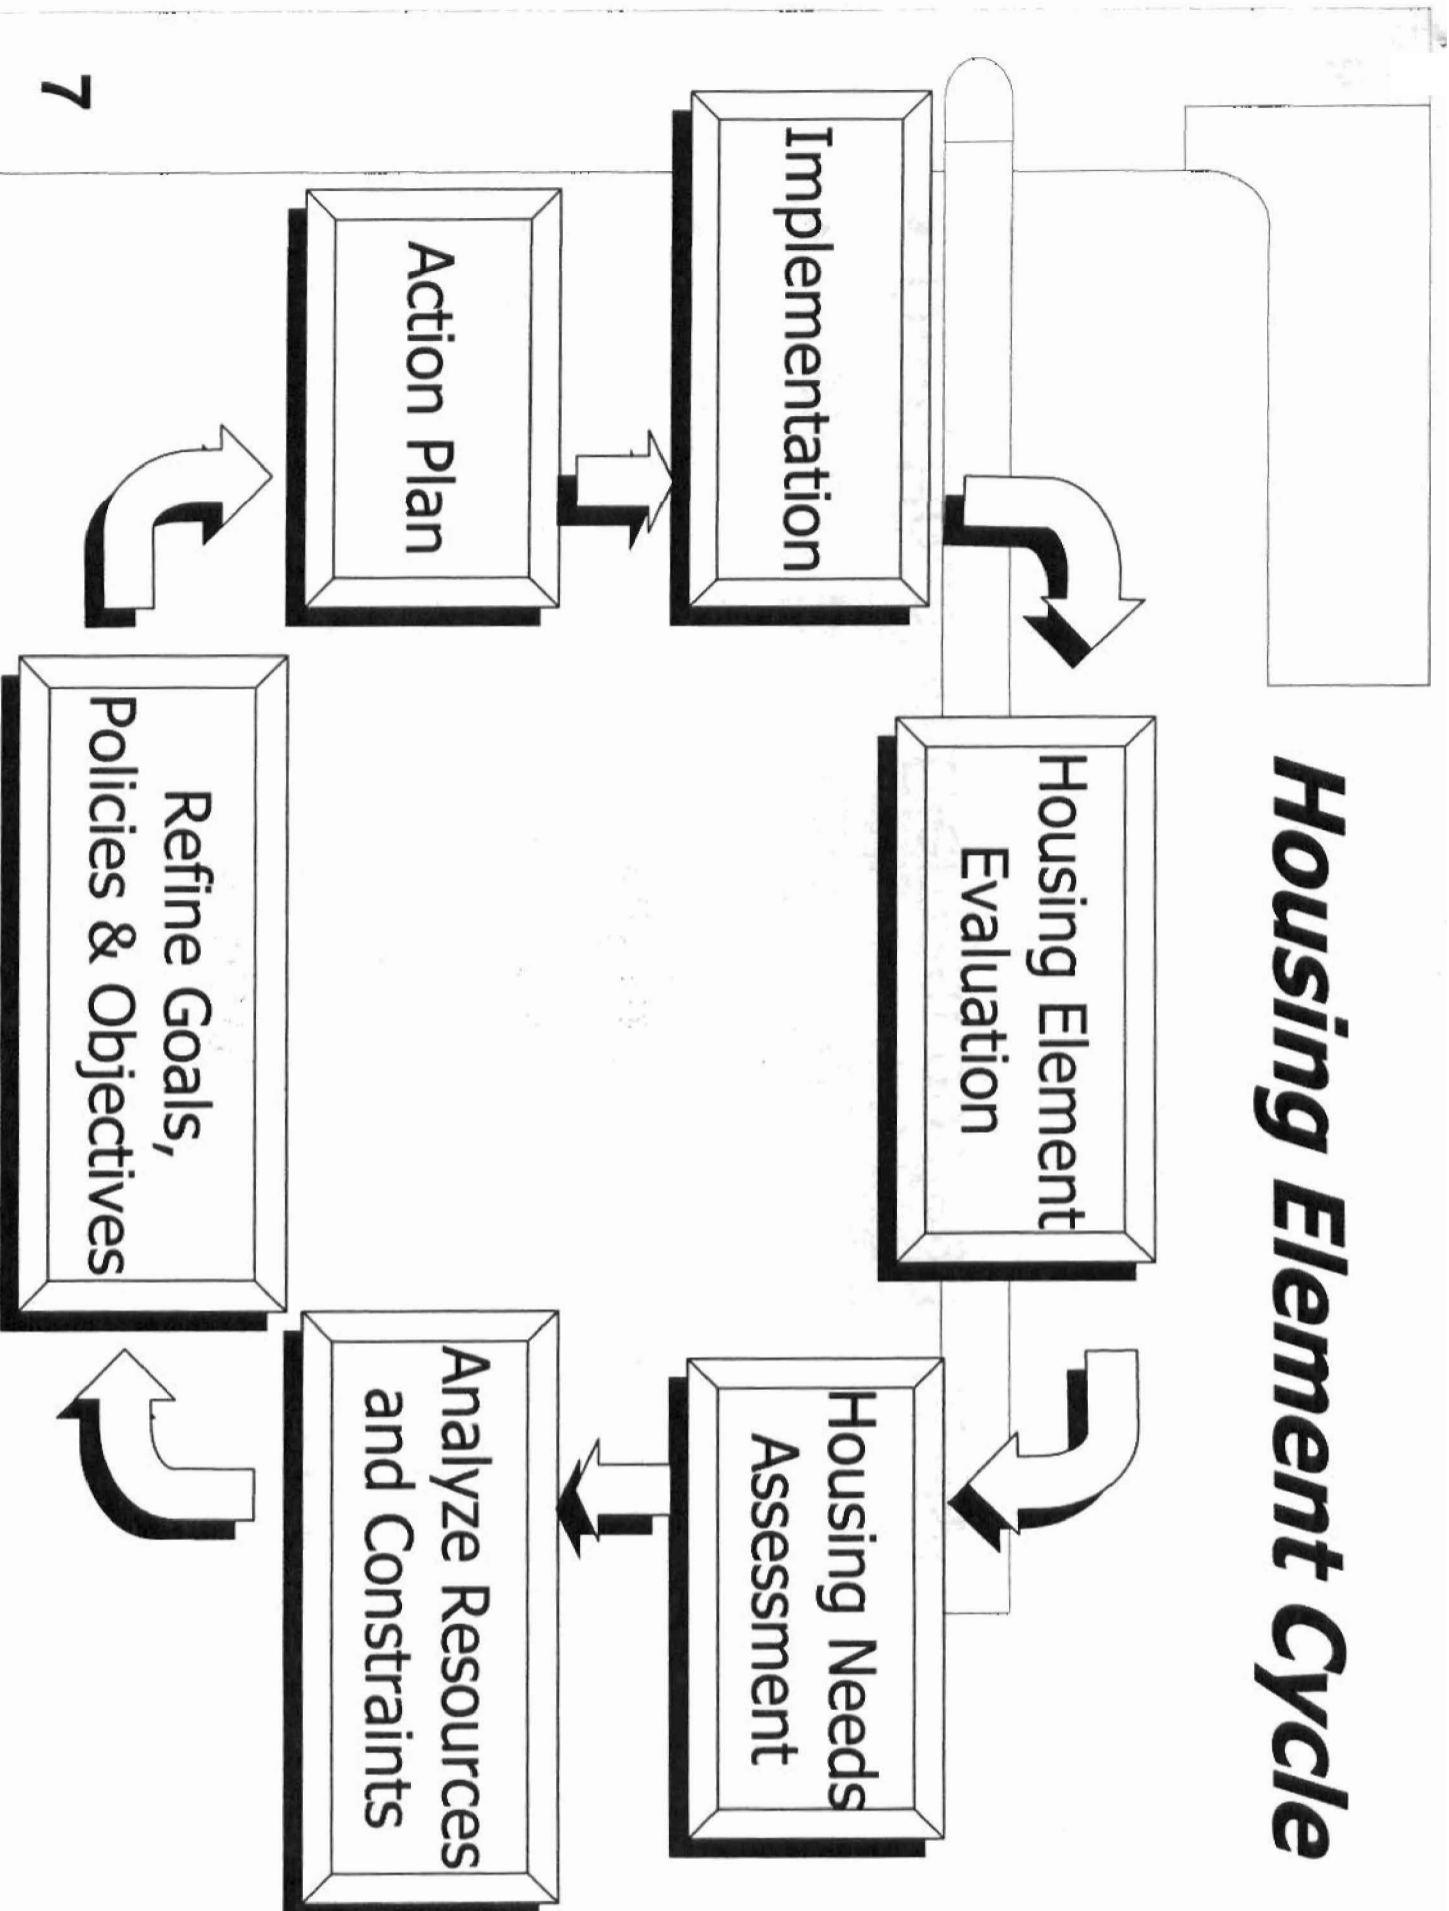 Housing Element Cycle
Housing Element
Evaluation
Housing Needs
Assessment
Analyze Resources
and Constraints
Refine Goals,
Policies & Objectives
Action Plan
Implementation
7